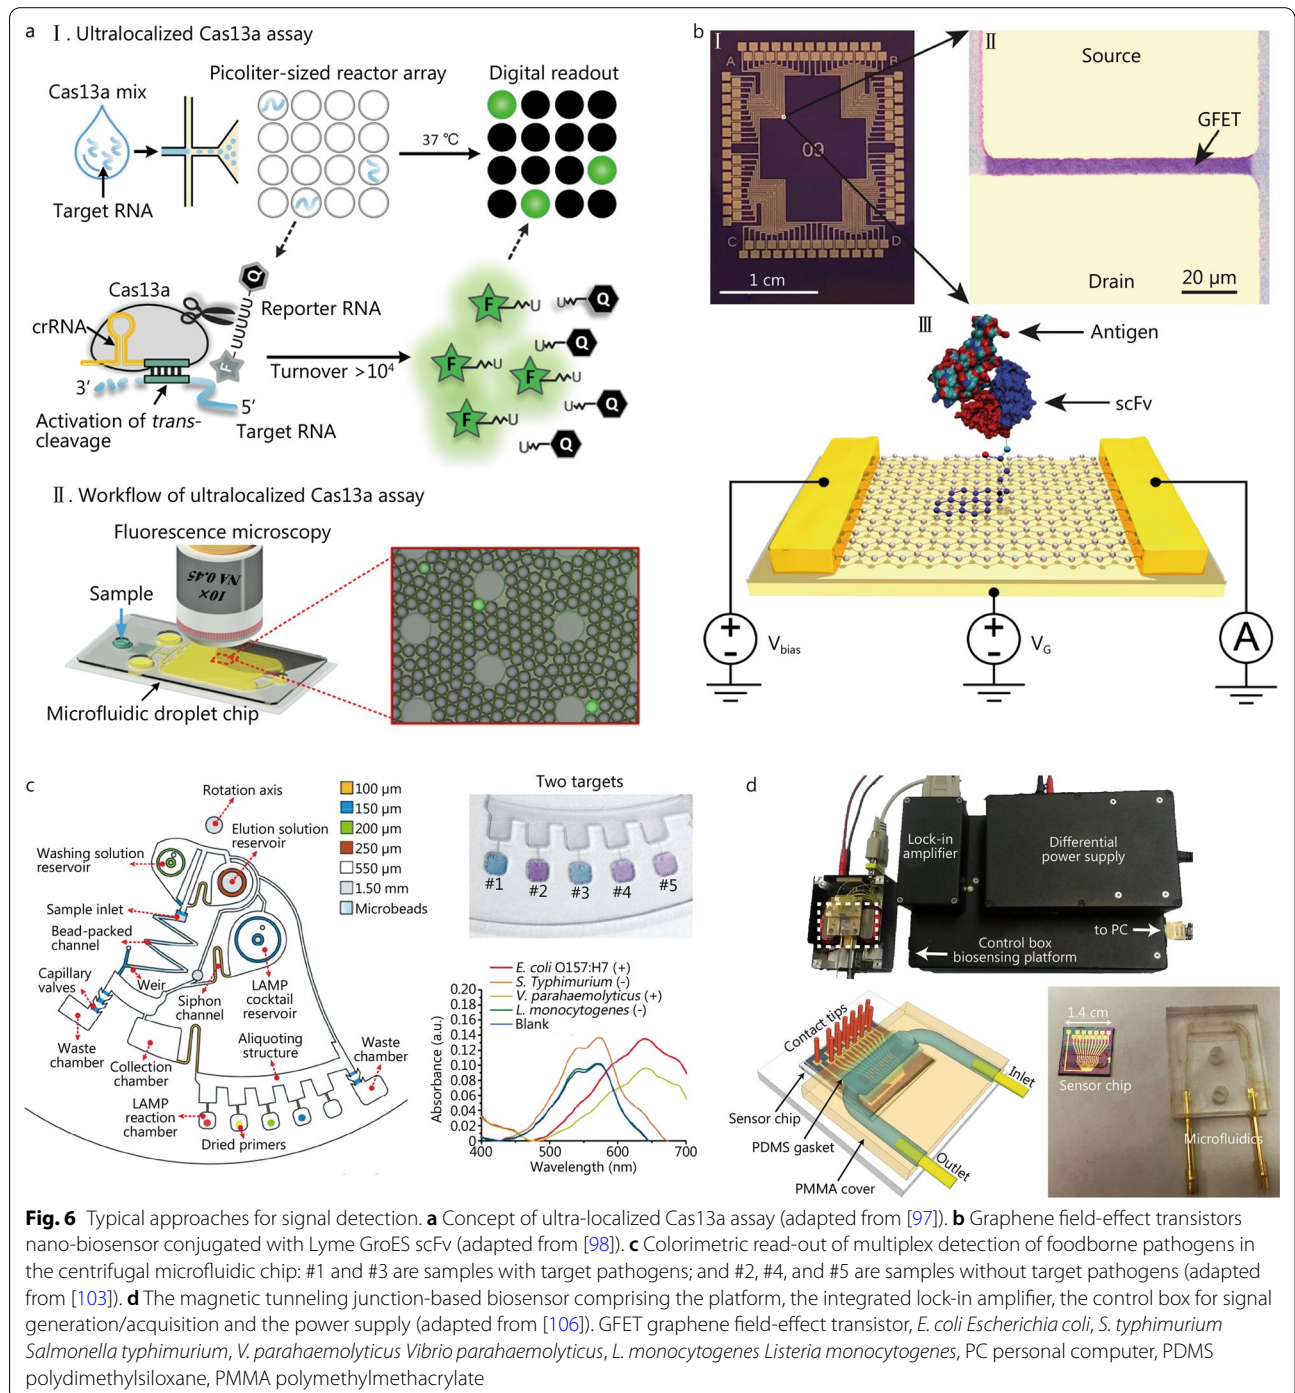 a Ⅰ. Ultralocalized Cas13a assay
Cas13a mix
Target RNA
Picoliter-sized reactor array
37 ℃
Digital readout
Cas13a
crRNA
Q
UUUUU
F
Reporter RNA
3′
5′
Activation of trans-
cleavage
Target RNA
Turnover >10⁴
F U
F U
F U
F U
U Q
U Q
U Q
U Q
Ⅱ. Workflow of ultralocalized Cas13a assay
Fluorescence microscopy
10×
NA 0.45
Sample
Microfluidic droplet chip
b
Ⅰ
A
B
09
C
D
1 cm
Ⅱ
Source
GFET
Drain
20 μm
Ⅲ
Antigen
scFv
+
-
Vbias
+
-
VG
A
c
Rotation axis
Washing solution
reservoir
Elution solution
reservoir
Sample inlet
Bead-packed
channel
Capillary
valves
Weir
Siphon
channel
LAMP
cocktail
reservoir
Waste
chamber
Collection
chamber
Aliquoting
structure
Waste
chamber
LAMP
reaction
chamber
Dried primers
100 μm
150 μm
200 μm
250 μm
550 μm
1.50 mm
Microbeads
Two targets
#1 #2 #3 #4 #5
E. coli O157:H7 (+)
S. Typhimurium (-)
V. parahaemolyticus (+)
L. monocytogenes (-)
Blank
Absorbance (a.u.)
0.20
0.18
0.16
0.14
0.12
0.10
0.08
0.06
0.04
0.02
0
400 500 600 700
Wavelength (nm)
d
Lock-in
amplifier
Differential
power supply
to PC
Control box
biosensing platform
Contact tips
Sensor chip
PDMS gasket
PMMA cover
Inlet
Outlet
1.4 cm
Sensor chip
Microfluidics
Fig. 6 Typical approaches for signal detection. a Concept of ultra-localized Cas13a assay (adapted from [97]). b Graphene field-effect transistors
nano-biosensor conjugated with Lyme GroES scFv (adapted from [98]). c Colorimetric read-out of multiplex detection of foodborne pathogens in
the centrifugal microfluidic chip: #1 and #3 are samples with target pathogens; and #2, #4, and #5 are samples without target pathogens (adapted
from [103]). d The magnetic tunneling junction-based biosensor comprising the platform, the integrated lock-in amplifier, the control box for signal
generation/acquisition and the power supply (adapted from [106]). GFET graphene field-effect transistor, E. coli Escherichia coli, S. typhimurium
Salmonella typhimurium, V. parahaemolyticus Vibrio parahaemolyticus, L. monocytogenes Listeria monocytogenes, PC personal computer, PDMS
polydimethylsiloxane, PMMA polymethylmethacrylate